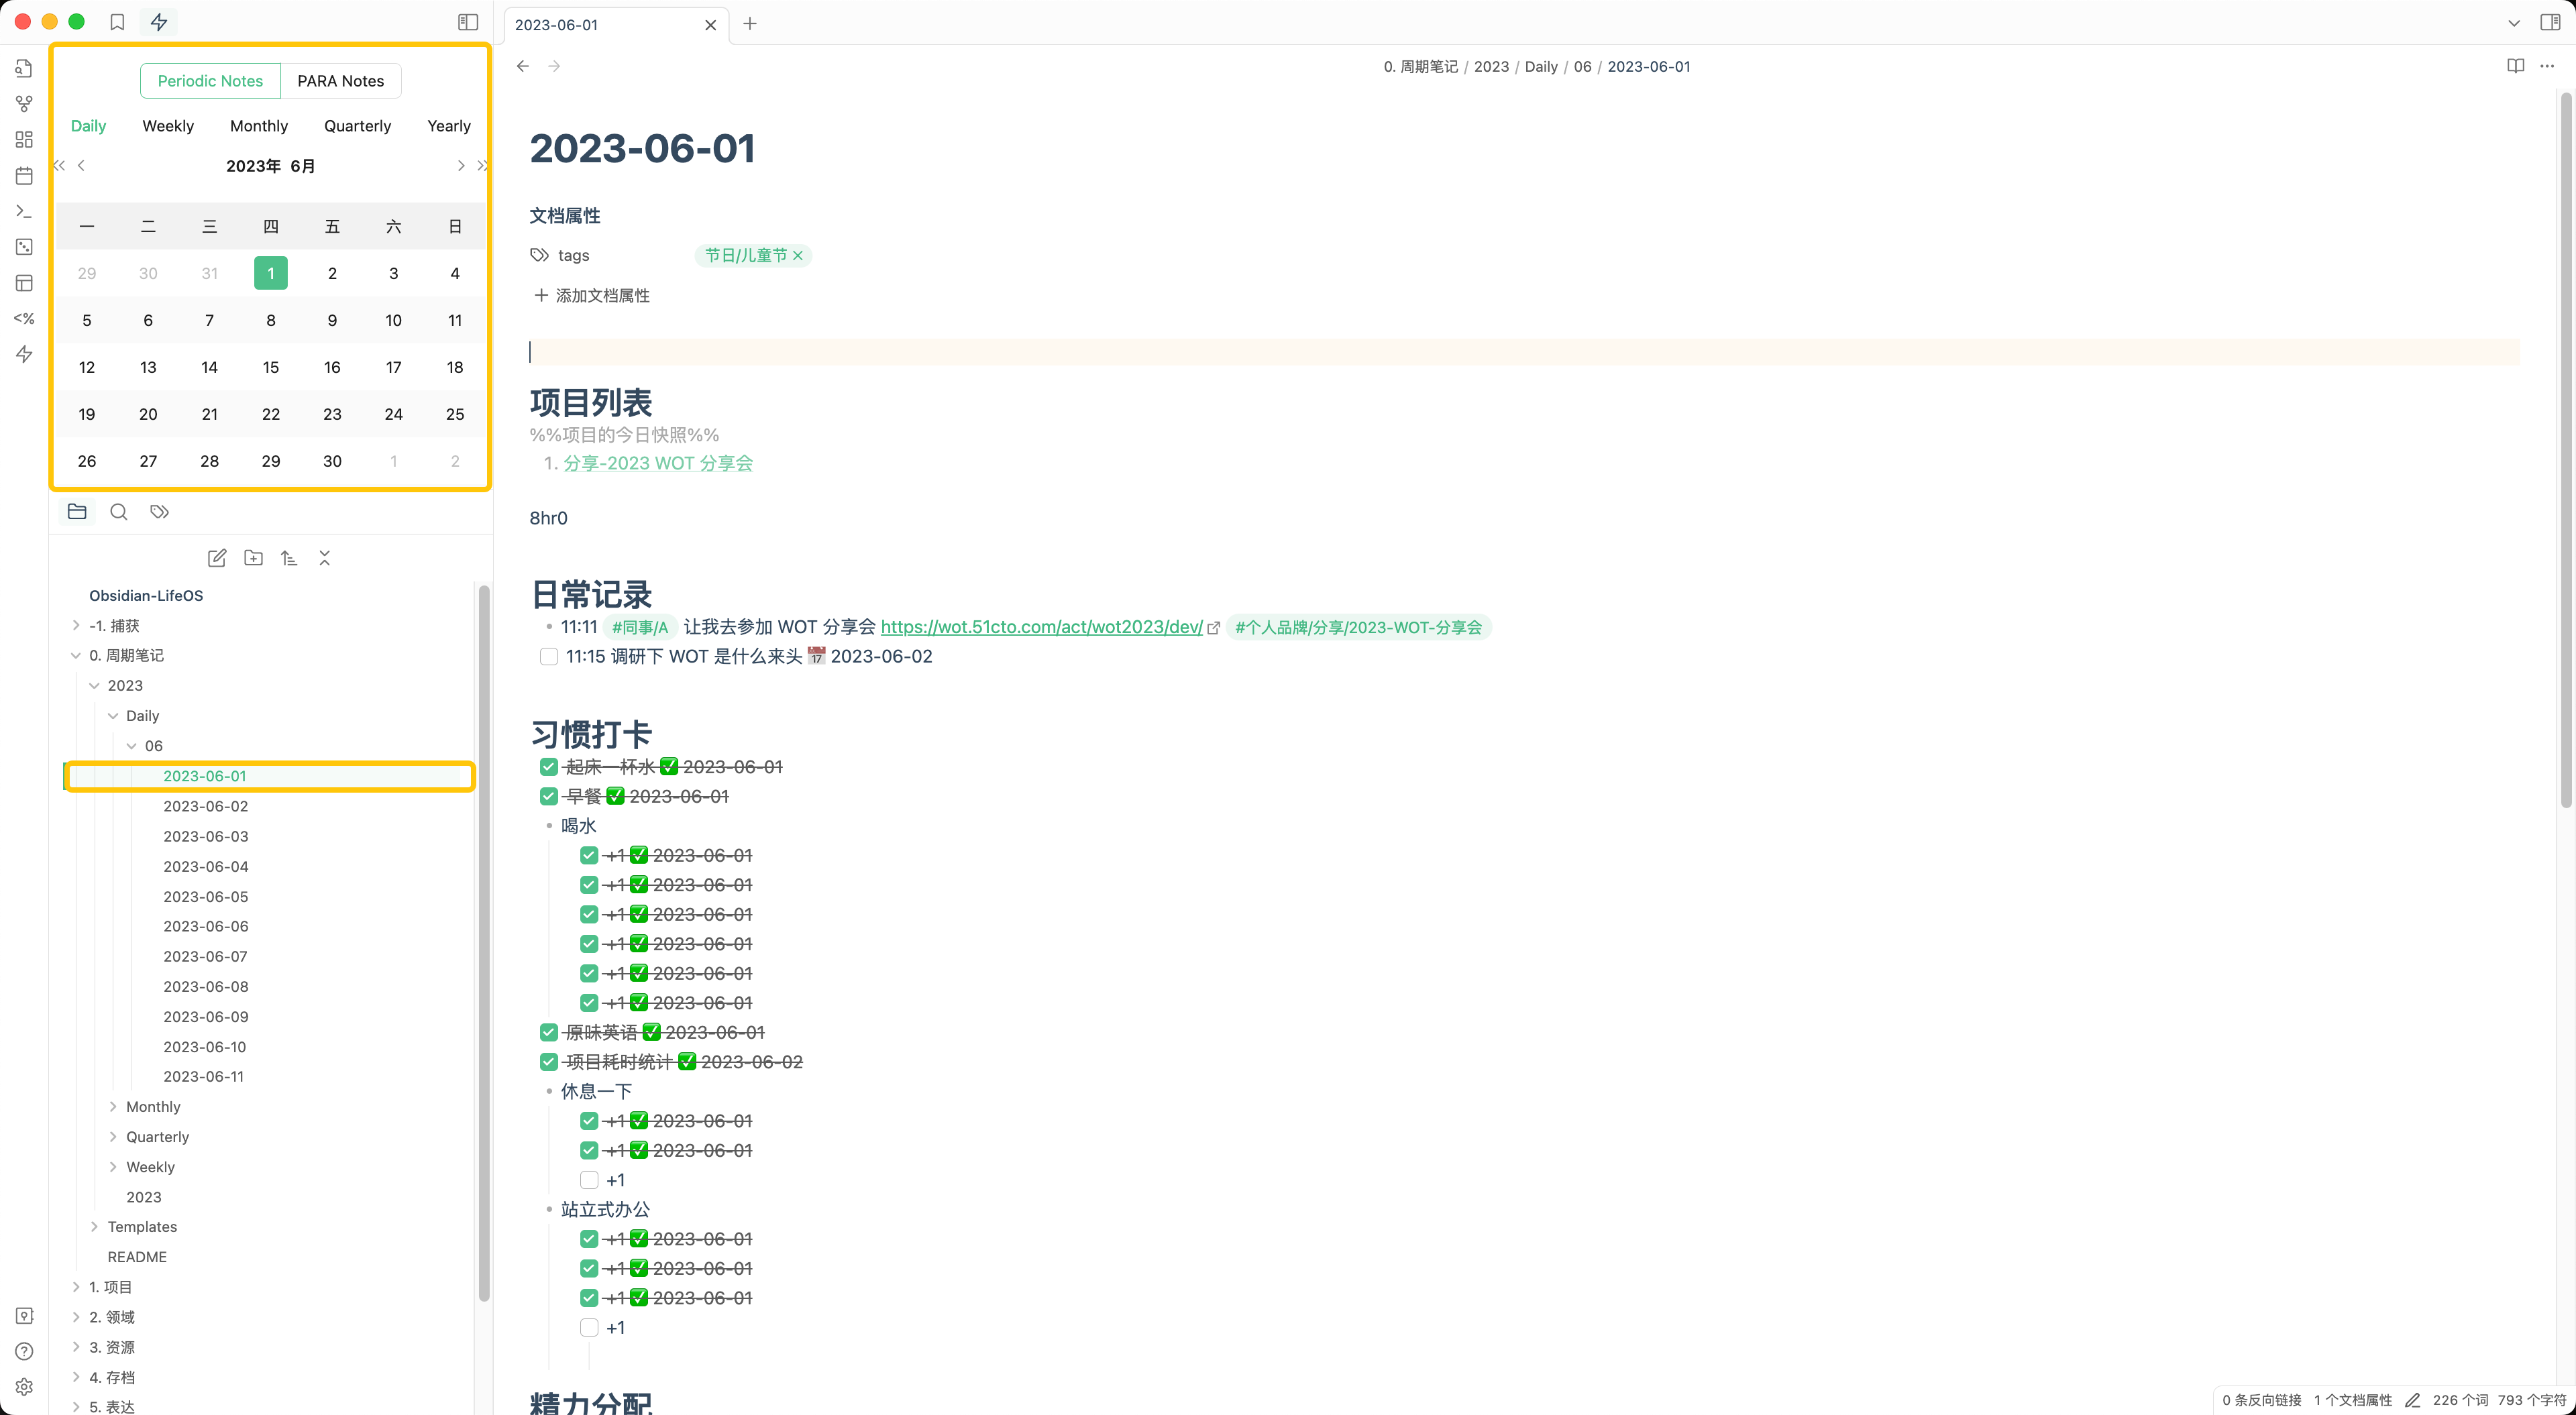 2023-06-01
0. 周期笔记 / 2023 / Daily / 06 / 2023-06-01
Periodic Notes PARA Notes
Daily Weekly Monthly Quarterly Yearly
2023年 6月
一 二 三 四 五 六 日
29 30 31 1 2 3 4
5 6 7 8 9 10 11
12 13 14 15 16 17 18
19 20 21 22 23 24 25
26 27 28 29 30 1 2
<%
Obsidian-LifeOS
-1. 捕获
0. 周期笔记
2023
Daily
06
2023-06-01
2023-06-02
2023-06-03
2023-06-04
2023-06-05
2023-06-06
2023-06-07
2023-06-08
2023-06-09
2023-06-10
2023-06-11
Monthly
Quarterly
Weekly
2023
Templates
README
1. 项目
2. 领域
3. 资源
4. 存档
5. 表达
2023-06-01
文档属性
tags 节日/儿童节
添加文档属性
项目列表
%%项目的今日快照%%
1. 分享-2023 WOT 分享会
8hr0
日常记录
11:11 #同事/A 让我去参加 WOT 分享会 https://wot.51cto.com/act/wot2023/dev/ #个人品牌/分享/2023-WOT-分享会
11:15 调研下 WOT 是什么来头 📅 2023-06-02
习惯打卡
起床一杯水 ✅ 2023-06-01
早餐 ✅ 2023-06-01
喝水
+1 ✅ 2023-06-01
+1 ✅ 2023-06-01
+1 ✅ 2023-06-01
+1 ✅ 2023-06-01
+1 ✅ 2023-06-01
+1 ✅ 2023-06-01
原味英语 ✅ 2023-06-01
项目耗时统计 ✅ 2023-06-02
休息一下
+1 ✅ 2023-06-01
+1 ✅ 2023-06-01
+1
站立式办公
+1 ✅ 2023-06-01
+1 ✅ 2023-06-01
+1 ✅ 2023-06-01
+1
精力分配
0 条反向链接 1 个文档属性 226 个词 793 个字符